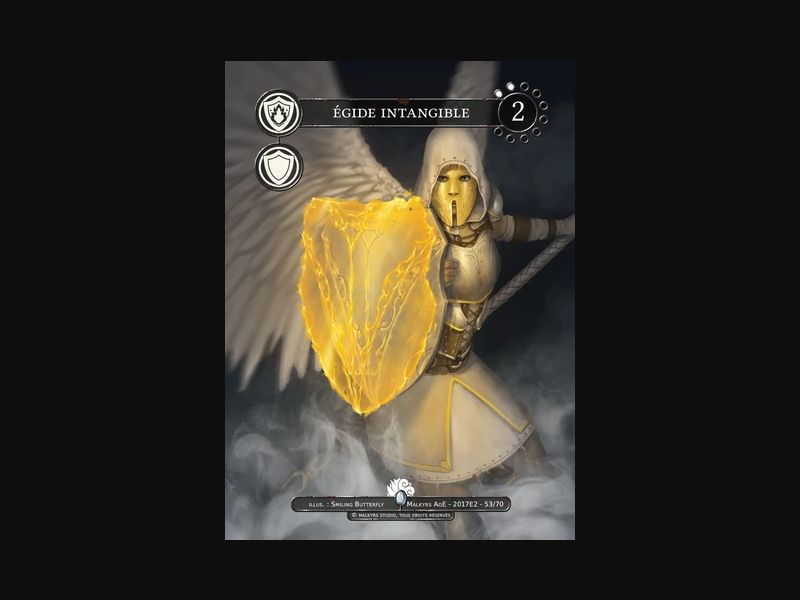 ÉGIDE INTANGIBLE
2
ILLUS. : SMILING BUTTERFLY MALKYRS AOE - 2017E2 - 53/70
© MALKYRS STUDIO, TOUS DROITS RÉSERVÉS